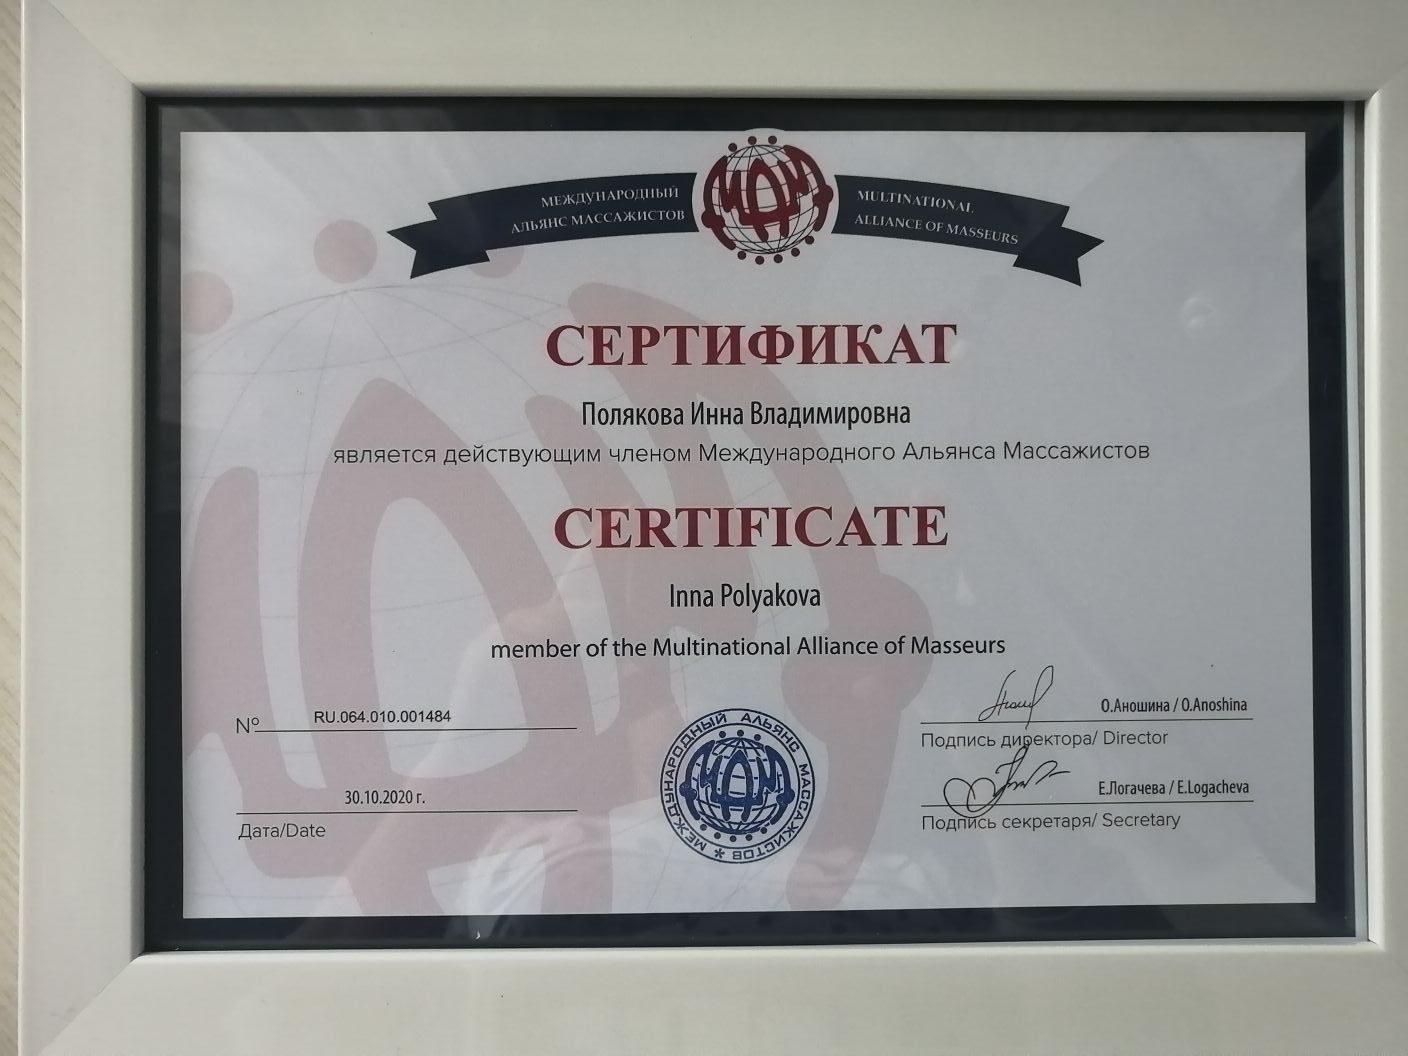 МЕЖДУНАРОДНЫЙ
АЛЬЯНС МАССАЖИСТОВ
МАМ
MULTINATIONAL
ALLIANCE OF MASSEURS
СЕРТИФИКАТ
Полякова Инна Владимировна
является действующим членом Международного Альянса Массажистов
CERTIFICATE
Inna Polyakova
member of the Multinational Alliance of Masseurs
№ RU.064.010.001484
30.10.2020 г.
Дата/Date
МЕЖДУНАРОДНЫЙ АЛЬЯНС МАССАЖИСТОВ *
МАМ
О.Аношина / O.Anoshina
Подпись директора/ Director
Е.Логачева / E.Logacheva
Подпись секретаря/ Secretary